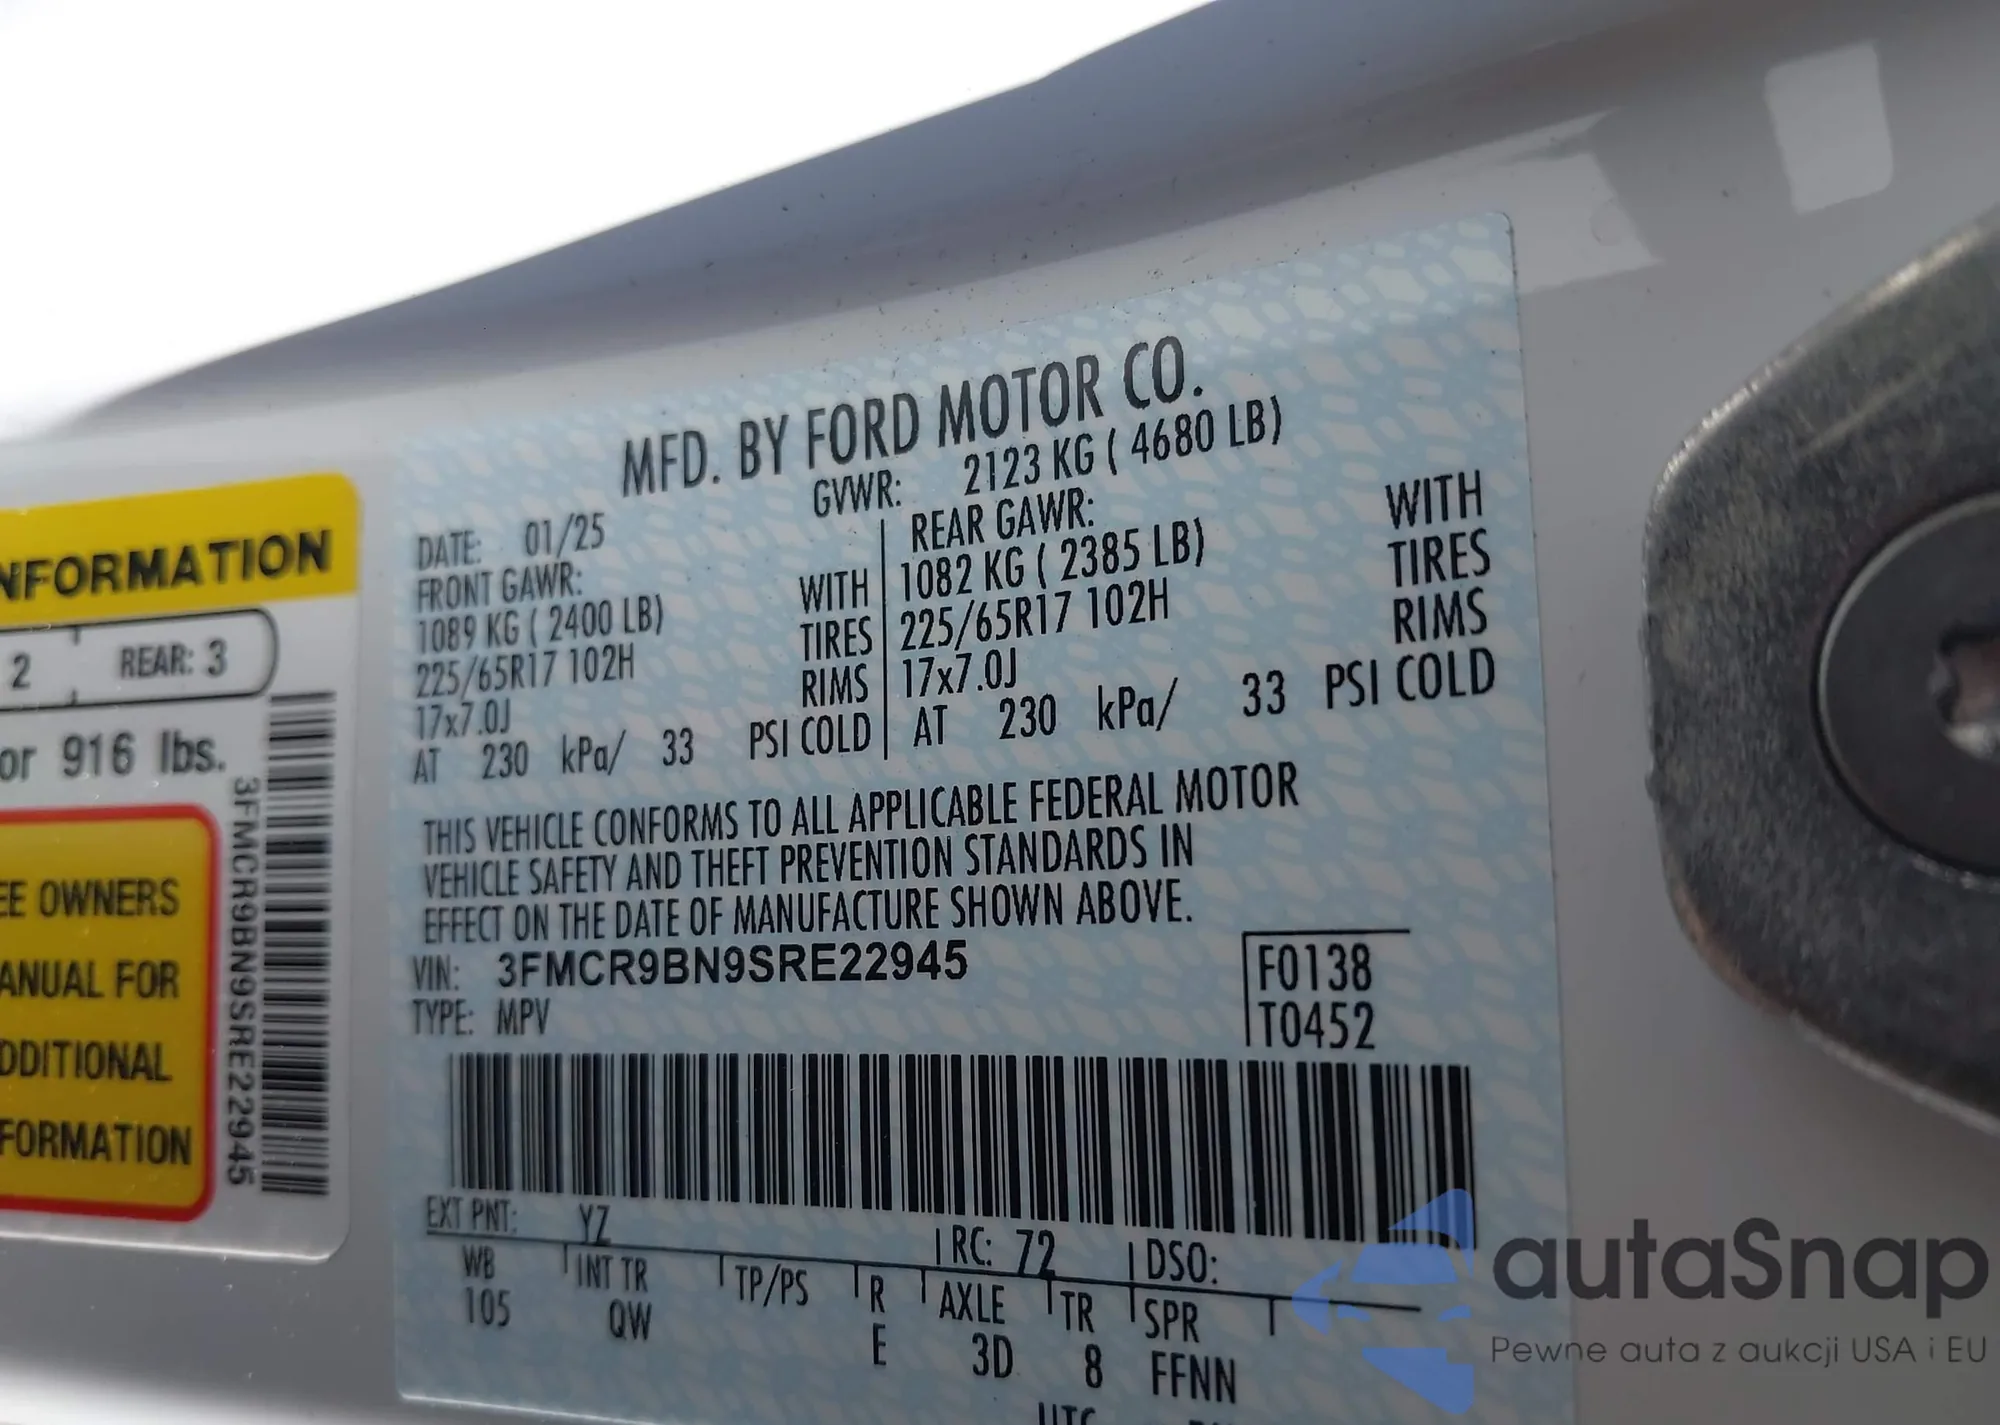 NFORMATION
2 REAR: 3
or 916 lbs.
EE OWNERS
ANUAL FOR
DDITIONAL
FORMATION
3FMCR9BN9SRE22945
MFD. BY FORD MOTOR CO.
GVWR: 2123 KG ( 4680 LB)
DATE: 01/25
FRONT GAWR:
1089 KG ( 2400 LB) WITH
225/65R17 102H TIRES
17x7.0J RIMS
AT 230 kPa/ 33 PSI COLD
REAR GAWR:
1082 KG ( 2385 LB) WITH
225/65R17 102H TIRES
17x7.0J RIMS
AT 230 kPa/ 33 PSI COLD
THIS VEHICLE CONFORMS TO ALL APPLICABLE FEDERAL MOTOR
VEHICLE SAFETY AND THEFT PREVENTION STANDARDS IN
EFFECT ON THE DATE OF MANUFACTURE SHOWN ABOVE.
VIN: 3FMCR9BN9SRE22945
TYPE: MPV
F0138
T0452
EXT PNT: YZ RC: 72 DSO:
WB INT TR TP/PS R AXLE TR SPR
105 QW E 3D 8 FFNN
UTC
autaSnap
Pewne auta z aukcji USA i EU